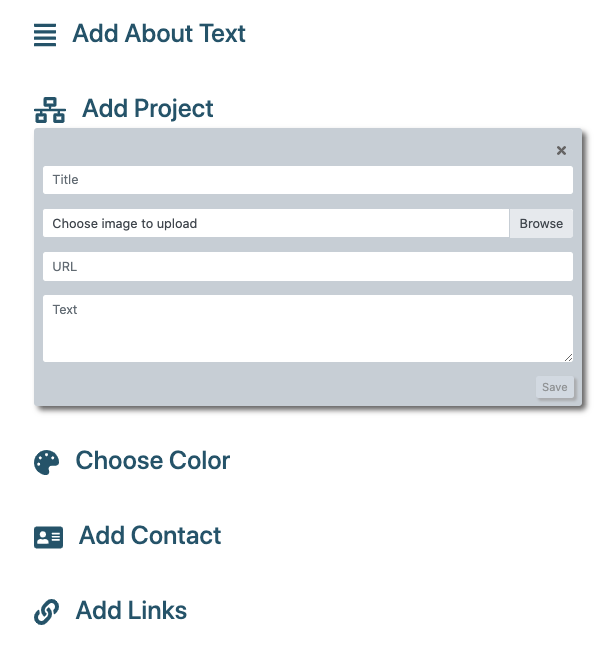 Add About Text
Add Project
×
Title
Choose image to upload Browse
URL
Text
Save
Choose Color
Add Contact
Add Links